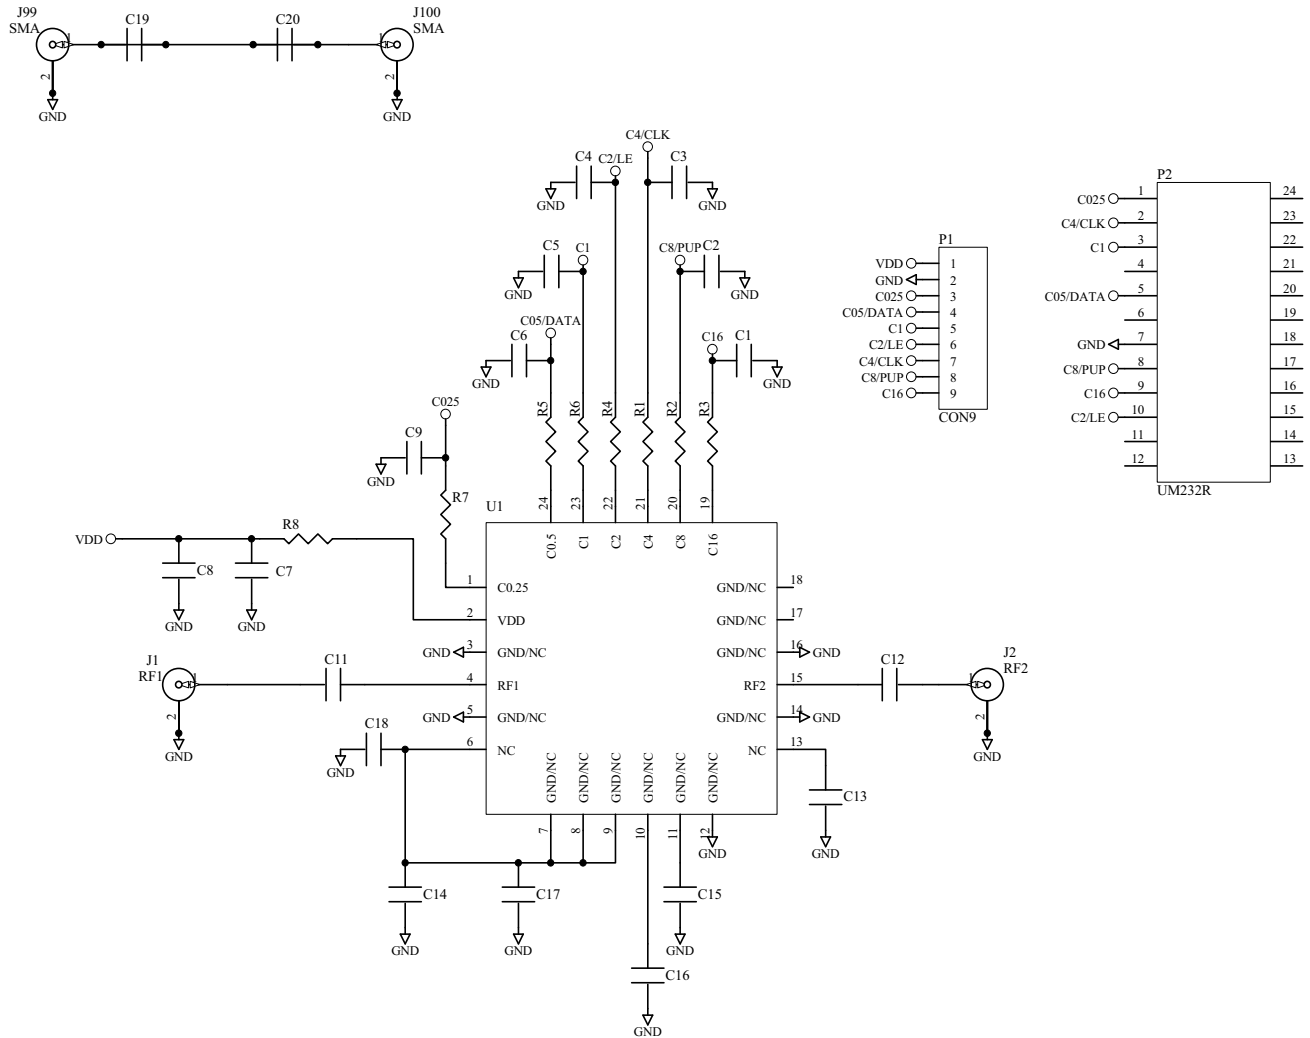 J99
SMA
1
2
GND
C19
C20
J100
SMA
1
2
GND
C4/CLK
C4
C2/LE
C3
GND
GND
C5
C1
C8/PUP
C2
GND
GND
C05/DATA
C6
C16
C1
GND
GND
C025
C9
GND
R7
R5
R6
R4
R1
R2
R3
24
23
22
21
20
19
U1
C0.5
C1
C2
C4
C8
C16
VDD
R8
C8
C7
GND
GND
1
C0.25
2
VDD
GND
3
GND/NC
4
RF1
GND
5
GND/NC
6
NC
GND/NC
18
GND/NC
17
GND/NC
16
GND
RF2
15
GND/NC
14
GND
NC
13
J1
RF1
1
2
GND
C11
C12
J2
RF2
1
2
GND
C18
GND
GND/NC
GND/NC
GND/NC
GND/NC
GND/NC
GND/NC
7
8
9
10
11
12
GND
C13
GND
C14
GND
C17
GND
C15
GND
C16
GND
P1
VDD
1
GND
2
C025
3
C05/DATA
4
C1
5
C2/LE
6
C4/CLK
7
C8/PUP
8
C16
9
CON9
P2
C025
1
24
C4/CLK
2
23
C1
3
22
4
21
C05/DATA
5
20
6
19
GND
7
18
C8/PUP
8
17
C16
9
16
C2/LE
10
15
11
14
12
13
UM232R